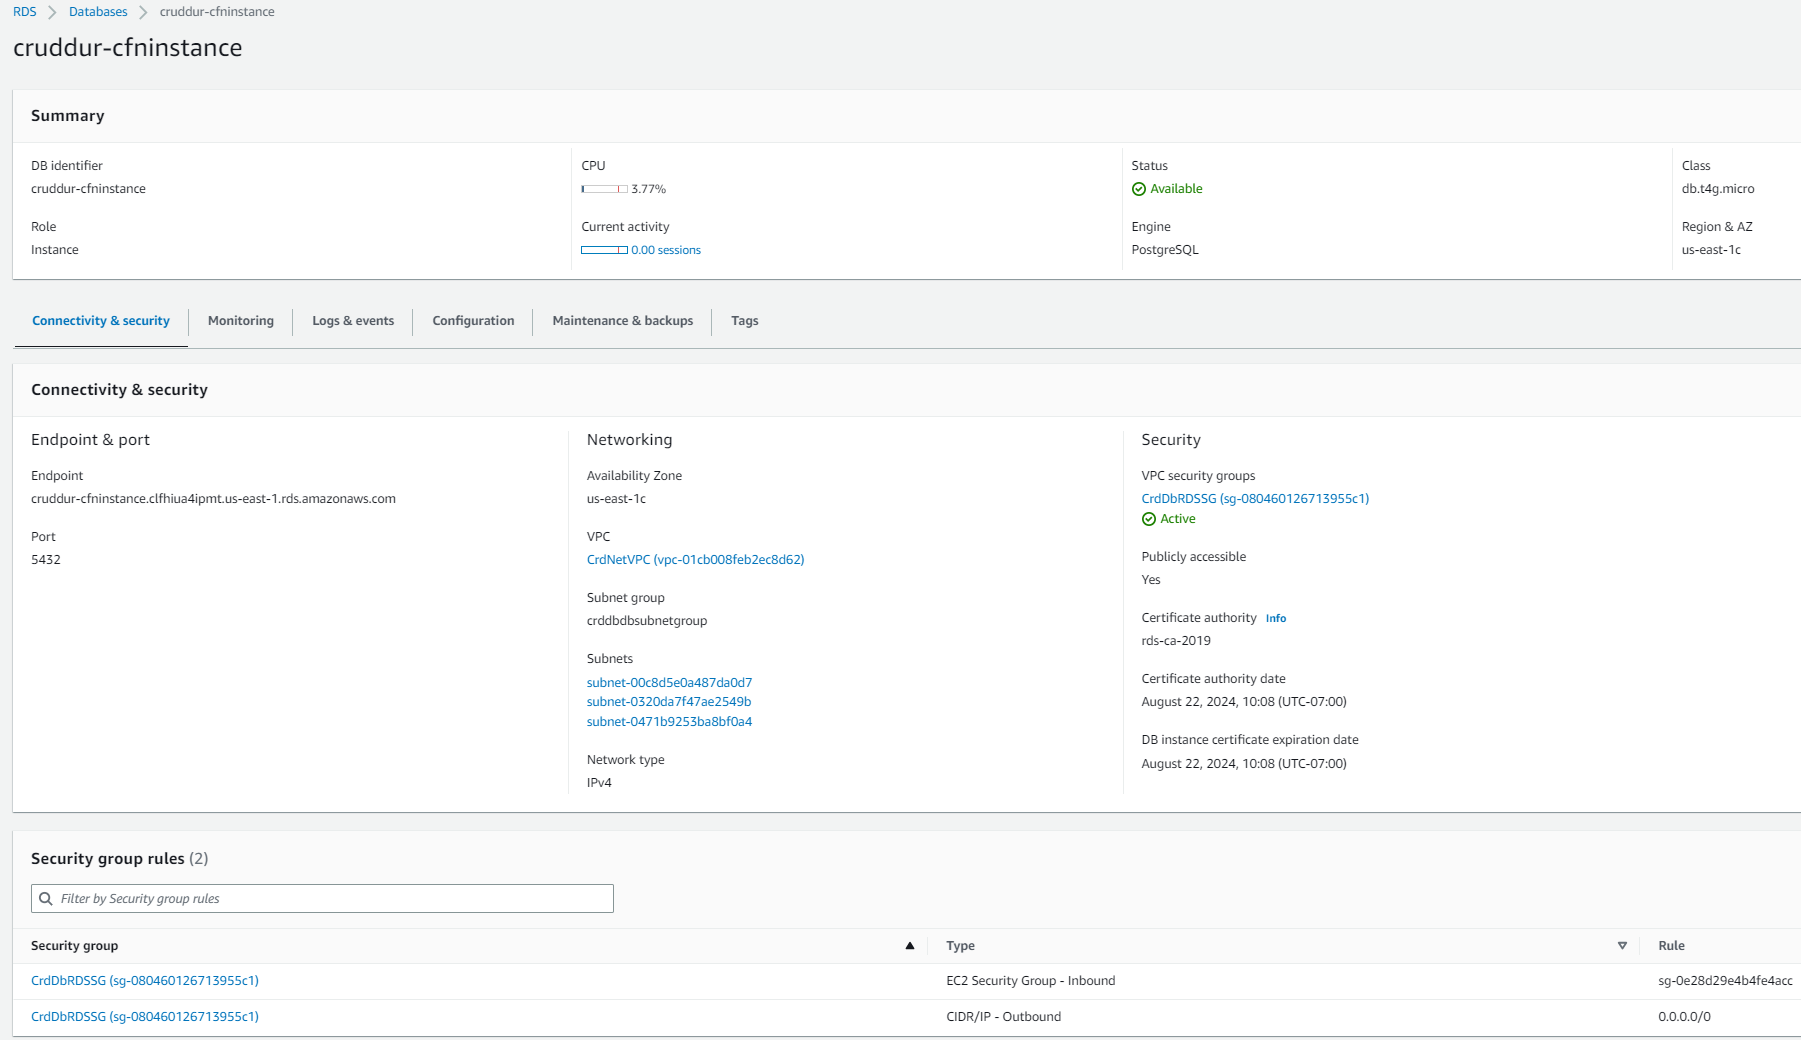 RDS > Databases > cruddur-cfninstance
cruddur-cfninstance
Summary
DB identifier
cruddur-cfninstance
Role
Instance
CPU
3.77%
Current activity
0.00 sessions
Status
Available
Engine
PostgreSQL
Class
db.t4g.micro
Region & AZ
us-east-1c
Connectivity & security
Monitoring
Logs & events
Configuration
Maintenance & backups
Tags
Connectivity & security
Endpoint & port
Endpoint
cruddur-cfninstance.clfhiua4ipmt.us-east-1.rds.amazonaws.com
Port
5432
Networking
Availability Zone
us-east-1c
VPC
CrdNetVPC (vpc-01cb008feb2ec8d62)
Subnet group
crddbdbsubnetgroup
Subnets
subnet-00c8d5e0a487da0d7
subnet-0320da7f47ae2549b
subnet-0471b9253ba8bf0a4
Network type
IPv4
Security
VPC security groups
CrdDbRDSSG (sg-080460126713955c1)
Active
Publicly accessible
Yes
Certificate authority Info
rds-ca-2019
Certificate authority date
August 22, 2024, 10:08 (UTC-07:00)
DB instance certificate expiration date
August 22, 2024, 10:08 (UTC-07:00)
Security group rules (2)
Filter by Security group rules
Security group
Type
Rule
CrdDbRDSSG (sg-080460126713955c1)
EC2 Security Group - Inbound
sg-0e28d29e4b4fe4acc
CrdDbRDSSG (sg-080460126713955c1)
CIDR/IP - Outbound
0.0.0.0/0